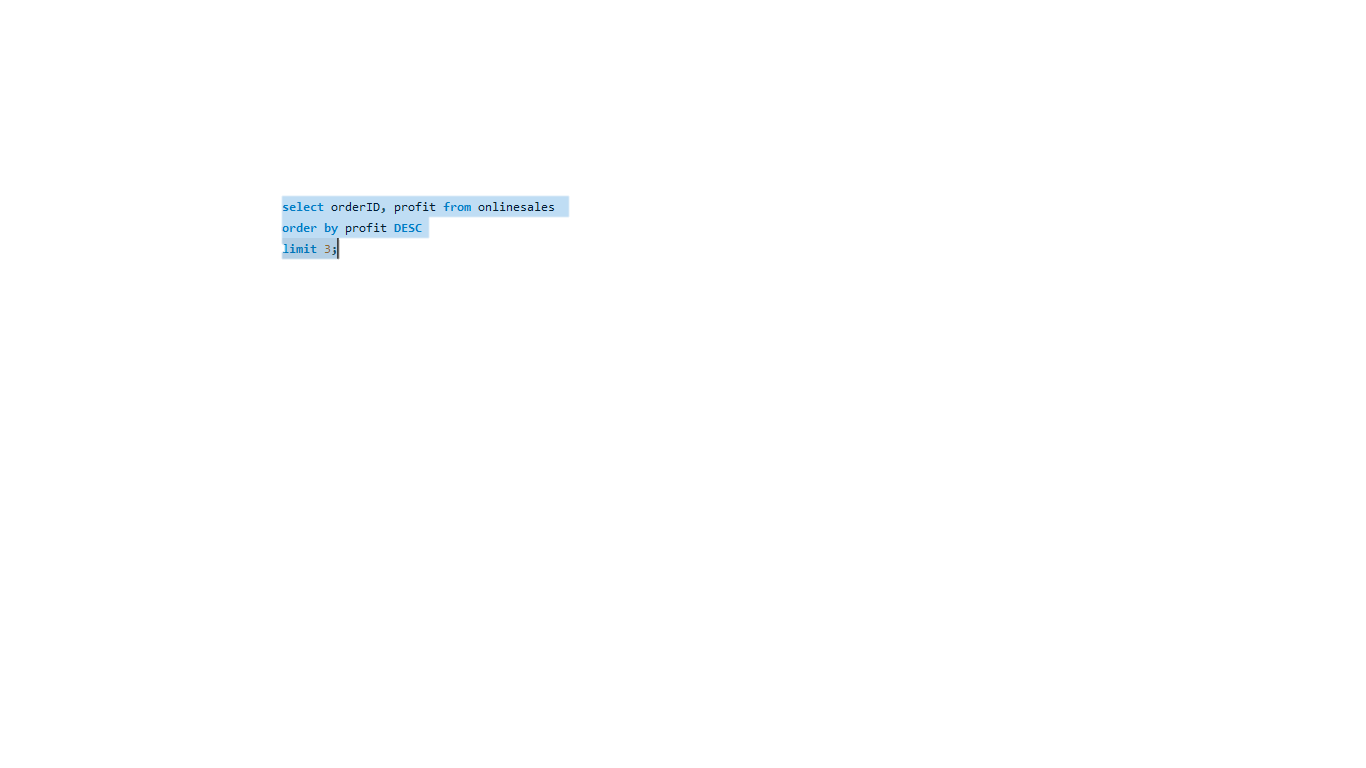 select orderID, profit from onlinesales
order by profit DESC
limit 3;